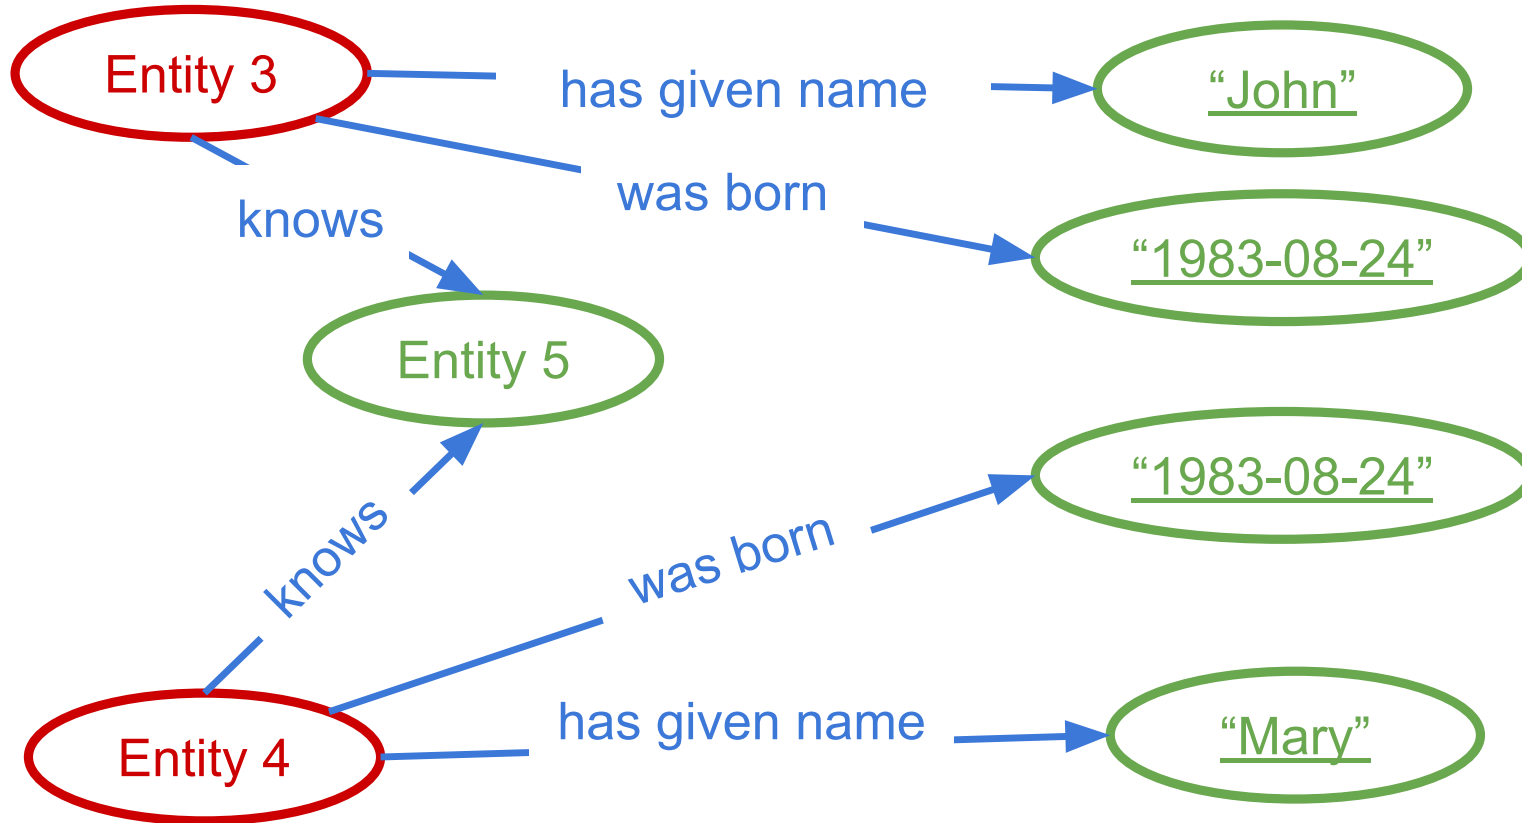 Entity 3
has given name
“John”
was born
knows
“1983-08-24”
Entity 5
“1983-08-24”
knows
was born
has given name
“Mary”
Entity 4